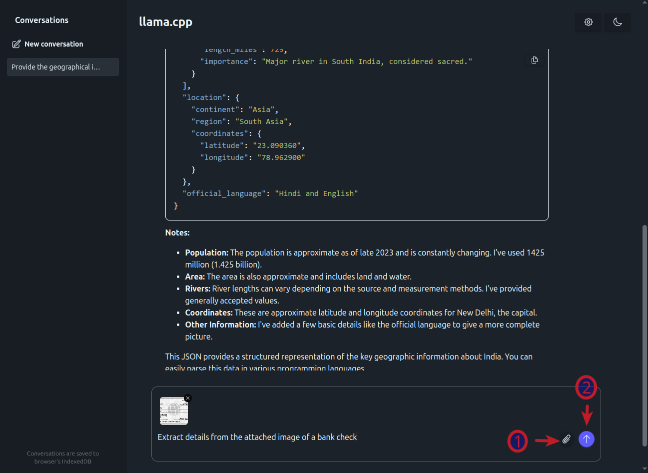 Conversations
New conversation
Provide the geographical i...
Conversations are saved to
browser's IndexedDB
llama.cpp
"length_miles": 725,
"importance": "Major river in South India, considered sacred."
}
],
"location": {
"continent": "Asia",
"region": "South Asia",
"coordinates": {
"latitude": "23.090360",
"longitude": "78.962900"
}
},
"official_language": "Hindi and English"
}
Notes:
• Population: The population is approximate as of late 2023 and is constantly changing. I've used 1425
million (1.425 billion).
• Area: The area is also approximate and includes land and water.
• Rivers: River lengths can vary depending on the source and measurement methods. I've provided
generally accepted values.
• Coordinates: These are approximate latitude and longitude coordinates for New Delhi, the capital.
• Other Information: I've added a few basic details like the official language to give a more complete
picture.
This JSON provides a structured representation of the key geographic information about India. You can
easily parse this data in various programming languages.
Extract details from the attached image of a bank check
1
2